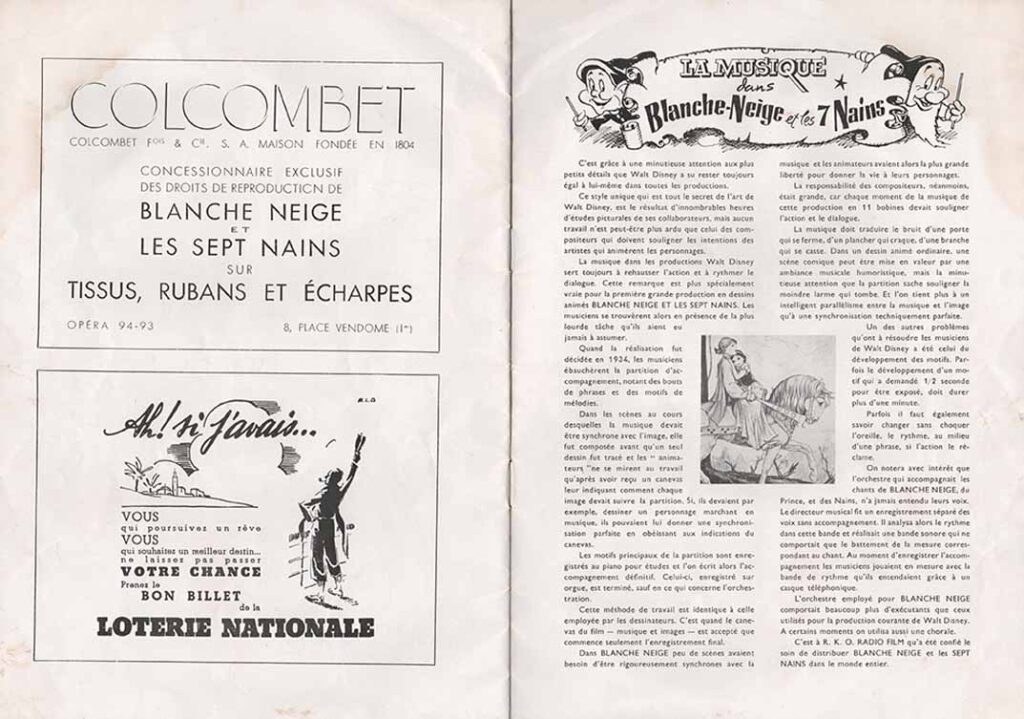 COLCOMBET
COLCOMBET FOIS & CIE, S. A. MAISON FONDÉE EN 1804
CONCESSIONNAIRE EXCLUSIF
DES DROITS DE REPRODUCTION DE
BLANCHE NEIGE
ET
LES SEPT NAINS
SUR
TISSUS, RUBANS ET ÉCHARPES
OPÉRA 94-93
8, PLACE VENDOME (Ier)
R.L.D
Ah! si j'avais...
VOUS
qui poursuivez un rêve
VOUS
qui souhaitez un meilleur destin...
ne laissez pas passer
VOTRE CHANCE
Prenez le
BON BILLET
de la
LOTERIE NATIONALE
LA MUSIQUE
dans
Blanche-Neige et les 7 Nains
C'est grâce à une minutieuse attention aux plus
petits détails que Walt Disney a su rester toujours
égal à lui-même dans toutes les productions.
Ce style unique qui est tout le secret de l'art de
Walt Disney, est le résultat d'innombrables heures
d'études picturales de ses collaborateurs, mais aucun
travail n'est peut-être plus ardu que celui des com-
positeurs qui doivent souligner les intentions des
artistes qui animèrent les personnages.
La musique dans les productions Walt Disney
sert toujours à rehausser l'action et à rythmer le
dialogue. Cette remarque est plus spécialement
vraie pour la première grande production en dessins
animés BLANCHE NEIGE ET LES SEPT NAINS. Les
musiciens se trouvèrent alors en présence de la plus
lourde tâche qu'ils aient eu
jamais à assumer.
Quand la réalisation fut
décidée en 1934, les musiciens
ébauchèrent la partition d'ac-
compagnement, notant des bouts
de phrases et des motifs de
mélodies.
Dans les scènes au cours
desquelles la musique devait
être synchrone avec l'image, elle
fut composée avant qu'un seul
dessin fut tracé et les " anima-
teurs "ne se mirent au travail
qu'après avoir reçu un canevas
leur indiquant comment chaque
image devait suivre la partition. Si, ils devaient par
exemple, dessiner un personnage marchant en
musique, ils pouvaient lui donner une synchroni-
sation parfaite en obéissant aux indications du
canevas.
Les motifs principaux de la partition sont enre-
gistrés au piano pour études et l'on écrit alors l'ac-
compagnement définitif. Celui-ci, enregistré sur
orgue, est terminé, sauf en ce qui concerne l'orches-
tration.
Cette méthode de travail est identique à celle
employée par les dessinateurs. C'est quand le cane-
vas du film — musique et images — est accepté que
commence seulement l'enregistrement final.
Dans BLANCHE NEIGE peu de scènes avaient
besoin d'être rigoureusement synchrones avec la
musique et les animateurs avaient alors la plus grande
liberté pour donner la vie à leurs personnages.
La responsabilité des compositeurs, néanmoins,
était grande, car chaque moment de la musique de
cette production en 11 bobines devait souligner
l'action et le dialogue.
La musique doit traduire le bruit d'une porte
qui se ferme, d'un plancher qui craque, d'une branche
qui se casse. Dans un dessin animé ordinaire, une
scène comique peut être mise en valeur par une
ambiance musicale humoristique, mais la minu-
tieuse attention que la partition sache souligner la
moindre larme qui tombe. Et l'on tient plus à un
intelligent parallélisme entre la musique et l'image
qu'à une synchronisation techniquement parfaite.
Un des autres problèmes
qu'ont à résoudre les musiciens
de Walt Disney a été celui du
développement des motifs. Par-
fois le développement d'un mo-
tif qui a demandé 1/2 seconde
pour être exposé, doit durer
plus d'une minute.
Parfois il faut également
savoir changer sans choquer
l'oreille, le rythme, au milieu
d'une phrase, si l'action le ré-
clame.
On notera avec intérêt que
l'orchestre qui accompagnait les
chants de BLANCHE NEIGE, du
Prince, et des Nains, n'a jamais entendu leurs voix.
Le directeur musical fit un enregistrement séparé des
voix sans accompagnement. Il analysa alors le rythme
dans cette bande et réalisait une bande sonore qui ne
comportait que le battement de la mesure corres-
pondant au chant. Au moment d'enregistrer l'accom-
pagnement les musiciens jouaient en mesure avec la
bande de rythme qu'ils entendaient grâce à un
casque téléphonique.
L'orchestre employé pour BLANCHE NEIGE
comportait beaucoup plus d'exécutants que ceux
utilisés pour la production courante de Walt Disney.
A certains moments on utilisa aussi une chorale.
C'est à R. K. O. RADIO FILM qu'a été confié le
soin de distribuer BLANCHE NEIGE et les SEPT
NAINS dans le monde entier.